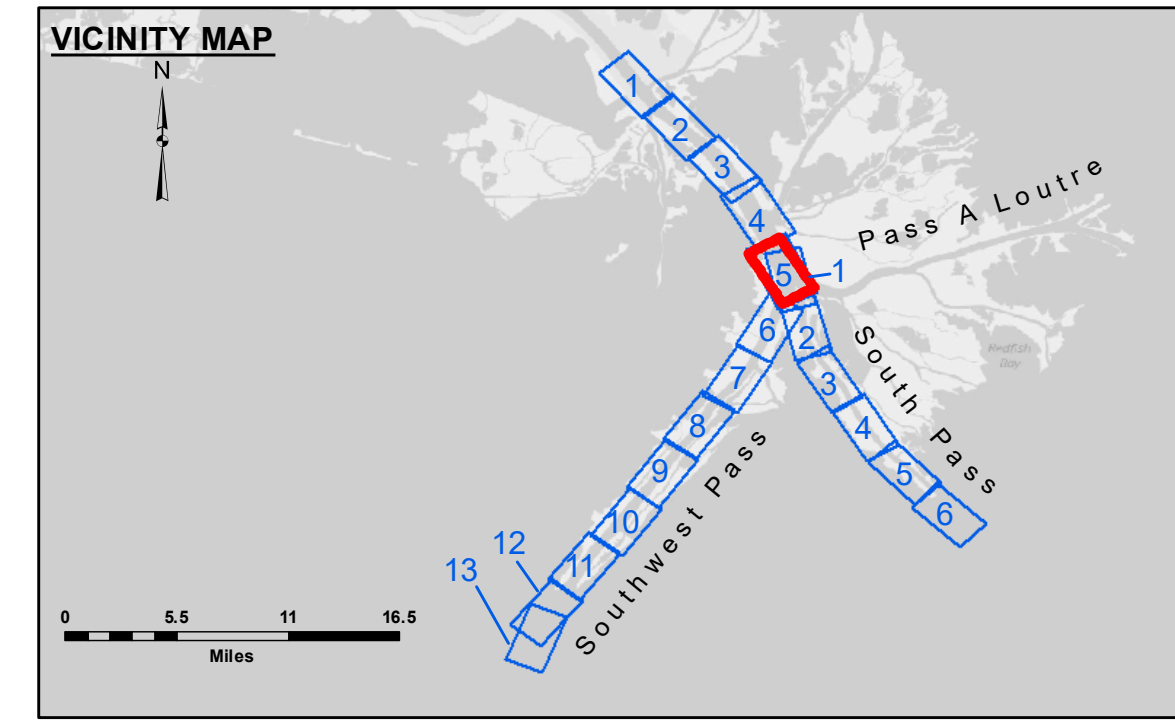 VICINITY MAP
N
1
2
3
4
5
1
6
2
7
3
8
4
9
5
10
6
11
12
13
Pass A Loutre
South Pass
Redfish
Bay
Southwest Pass
0 5.5 11 16.5
Miles